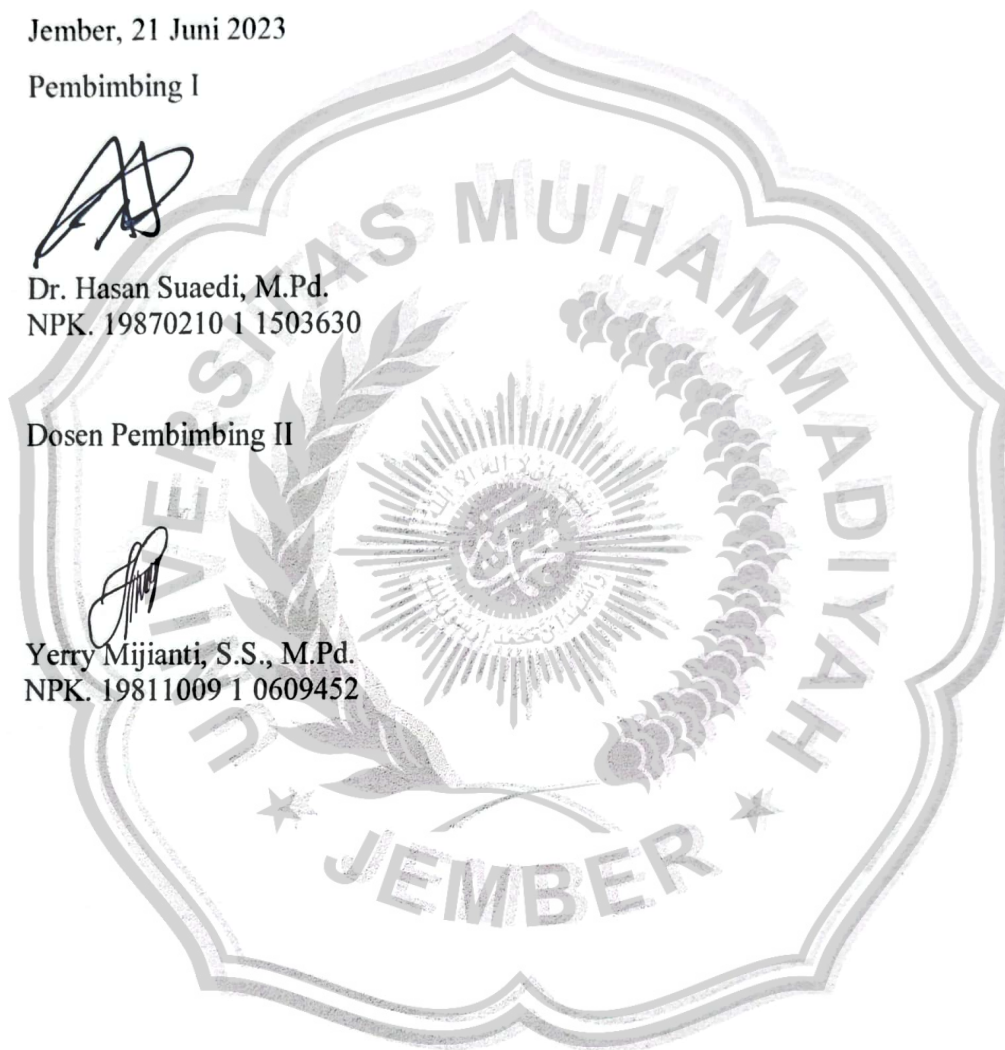 Jember, 21 Juni 2023
Pembimbing I
Dr. Hasan Suaedi, M.Pd.
NPK. 19870210 1 1503630
Dosen Pembimbing II
Yerry Mijianti, S.S., M.Pd.
NPK. 19811009 1 0609452
UNIVERSITAS MUHAMMADIYAH
JEMBER